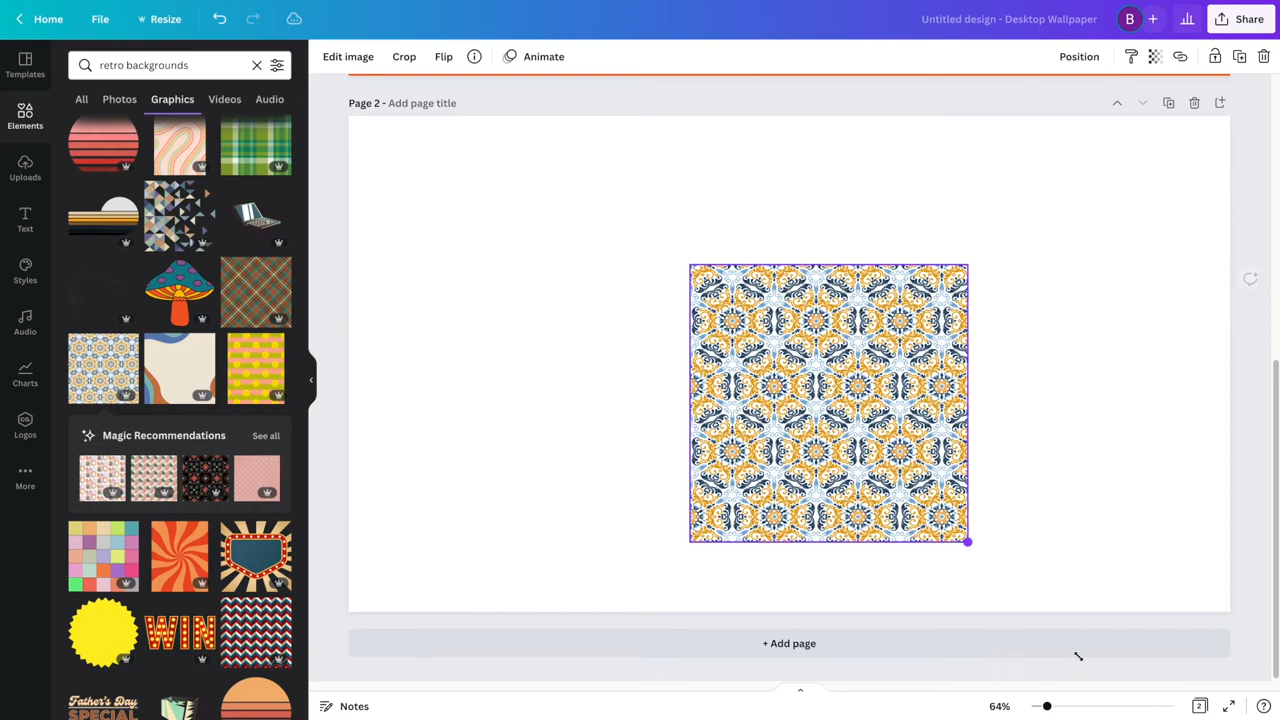 Home
File
Resize
Untitled design - Desktop Wallpaper
B
+
Share
Templates
Elements
Uploads
Text
Styles
Audio
Charts
CO.
Logos
More
retro backgrounds
All
Photos
Graphics
Videos
Audio
Magic Recommendations
See all
WIN
Father's Day
SPECIAL
Edit image
Crop
Flip
Animate
Position
Page 2 - Add page title
+ Add page
Notes
64%
2